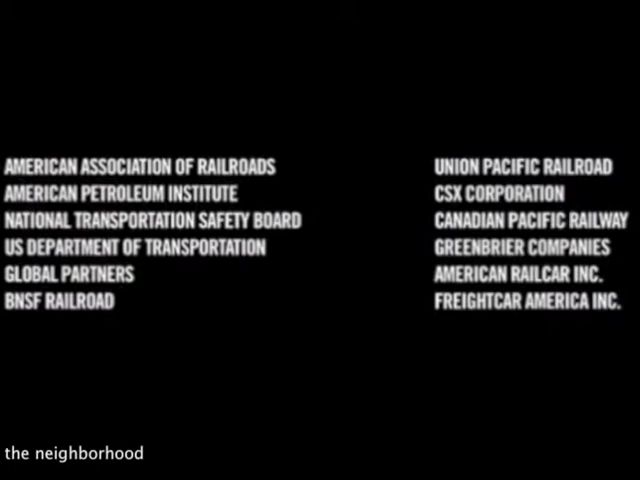 AMERICAN ASSOCIATION OF RAILROADS
AMERICAN PETROLEUM INSTITUTE
NATIONAL TRANSPORTATION SAFETY BOARD
US DEPARTMENT OF TRANSPORTATION
GLOBAL PARTNERS
BNSF RAILROAD
UNION PACIFIC RAILROAD
CSX CORPORATION
CANADIAN PACIFIC RAILWAY
GREENBRIER COMPANIES
AMERICAN RAILCAR INC.
FREIGHTCAR AMERICA INC.
the neighborhood